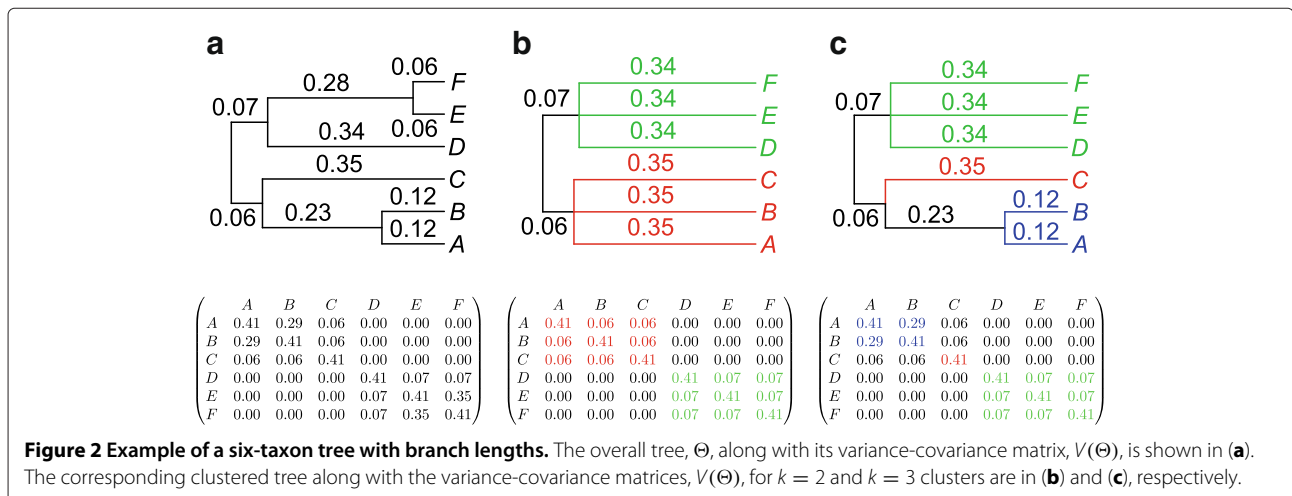 a
0.06
F
0.28
0.07
E
0.06
0.34
D
0.35
C
0.12
B
0.23
0.06
0.12
A
b
0.34
F
0.07
0.34
E
0.34
D
0.35
C
0.35
B
0.06
0.35
A
c
0.34
F
0.07
0.34
E
0.34
D
0.35
C
0.12
B
0.06
0.23
0.12
A
A B C D E F
A 0.41 0.29 0.06 0.00 0.00 0.00
B 0.29 0.41 0.06 0.00 0.00 0.00
C 0.06 0.06 0.41 0.00 0.00 0.00
D 0.00 0.00 0.00 0.41 0.07 0.07
E 0.00 0.00 0.00 0.07 0.41 0.35
F 0.00 0.00 0.00 0.07 0.35 0.41
A B C D E F
A 0.41 0.06 0.06 0.00 0.00 0.00
B 0.06 0.41 0.06 0.00 0.00 0.00
C 0.06 0.06 0.41 0.00 0.00 0.00
D 0.00 0.00 0.00 0.41 0.07 0.07
E 0.00 0.00 0.00 0.07 0.41 0.07
F 0.00 0.00 0.00 0.07 0.07 0.41
A B C D E F
A 0.41 0.29 0.06 0.00 0.00 0.00
B 0.29 0.41 0.06 0.00 0.00 0.00
C 0.06 0.06 0.41 0.00 0.00 0.00
D 0.00 0.00 0.00 0.41 0.07 0.07
E 0.00 0.00 0.00 0.07 0.41 0.07
F 0.00 0.00 0.00 0.07 0.07 0.41
Figure 2 Example of a six-taxon tree with branch lengths. The overall tree, Θ, along with its variance-covariance matrix, V(Θ), is shown in (a).
The corresponding clustered tree along with the variance-covariance matrices, V(Θ), for k = 2 and k = 3 clusters are in (b) and (c), respectively.